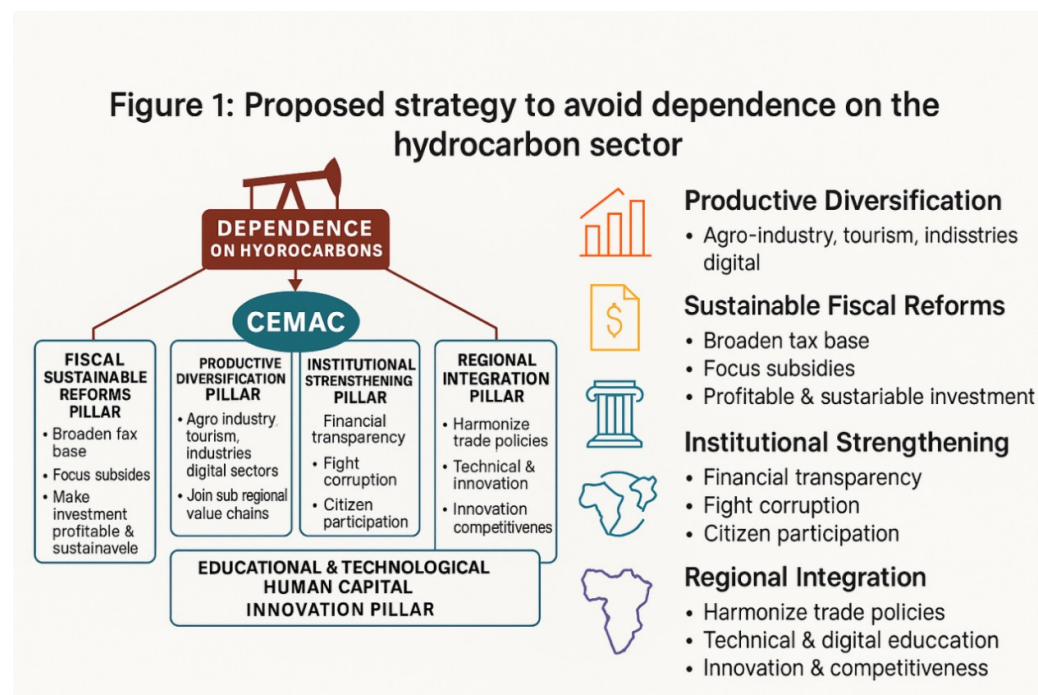 Figure 1: Proposed strategy to avoid dependence on the
hydrocarbon sector
DEPENDENCE
ON HYDROCARBONS
CEMAC
FISCAL
SUSTAINABLE
REFORMS
PILLAR
• Broaden fax
base
• Focus subsides
• Make
investment
profitable &
sustainavele
PRODUCTIVE
DIVERSIFICATION
PILLAR
• Agro industry,
tourism,
industries
digital sectors
• Join sub regional
value chains
INSTITUTIONAL
STRENSTHENING
PILLAR
Financial
transparency
• Fight
corruption
• Citizen
participation
REGIONAL
INTEGRATION
PILLAR
• Harmonize
trade policies
• Technical &
innovation
• Innovation
competitivenes
EDUCATIONAL & TECHNOLOGICAL
HUMAN CAPITAL
INNOVATION PILLAR
Productive Diversification
• Agro-industry, tourism, indisstries
digital
Sustainable Fiscal Reforms
• Broaden tax base
• Focus subsidies
• Profitable & sustariable investment
Institutional Strengthening
• Financial transparency
• Fight corruption
• Citizen participation
Regional Integration
• Harmonize trade policies
• Technical & digital educcation
• Innovation & competitiveness